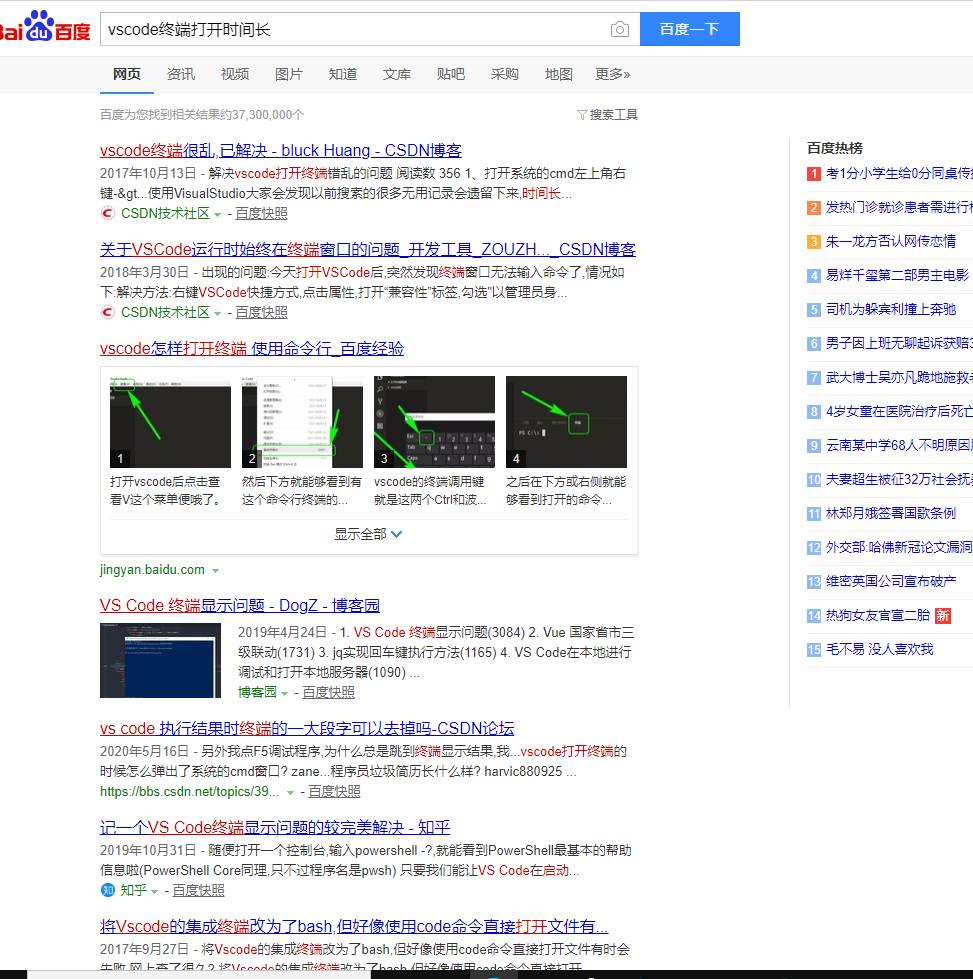 Bai du 百度
vscode终端打开时间长
百度一下
网页 资讯 视频 图片 知道 文库 贴吧 采购 地图 更多»
百度为您找到相关结果约37,300,000个
搜索工具
vscode终端很乱,已解决 - bluck Huang - CSDN博客
2017年10月13日 - 解决vscode打开终端错乱的问题 阅读数 356 1、打开系统的cmd左上角右
键-&gt...使用VisualStudio大家会发现以前搜索的很多无用记录会遗留下来,时间长...
CSDN技术社区 - 百度快照
关于VSCode运行时始终在终端窗口的问题_开发工具_ZOUZH..._CSDN博客
2018年3月30日 - 出现的问题:今天打开VSCode后,突然发现终端窗口无法输入命令了,情况如
下:解决方法:右键VSCode快捷方式,点击属性,打开“兼容性”标签,勾选“以管理员身...
CSDN技术社区 - 百度快照
vscode怎样打开终端 使用命令行_百度经验
1
2
3
4
打开vscode后点击查
看V这个菜单便哦了。
然后下方就能够看到有
这个命令行终端的...
vscode的终端调用键
就是这两个Ctrl和波...
之后在下方或右侧就能
够看到打开的命令...
显示全部
jingyan.baidu.com
VS Code 终端显示问题 - DogZ - 博客园
2019年4月24日 - 1. VS Code 终端显示问题(3084) 2. Vue 国家省市三
级联动(1731) 3. jq实现回车键执行方法(1165) 4. VS Code在本地进行
调试和打开本地服务器(1090) ...
博客园 - 百度快照
vs code 执行结果时终端的一大段字可以去掉吗-CSDN论坛
2020年5月16日 - 另外我点F5调试程序,为什么总是跳到终端显示结果,我...vscode打开终端的
时候怎么弹出了系统的cmd窗口? zane...程序员垃圾简历长什么样? harvic880925 ...
https://bbs.csdn.net/topics/39... - 百度快照
记一个VS Code终端显示问题的较完美解决 - 知乎
2019年10月31日 - 随便打开一个控制台,输入powershell -?,就能看到PowerShell最基本的帮助
信息啦(PowerShell Core同理,只不过程序名是pwsh) 只要我们能让VS Code在启动...
知 知乎 - 百度快照
将Vscode的集成终端改为了bash,但好像使用code命令直接打开文件有...
2017年9月27日 - 将Vscode的集成终端改为了bash,但好像使用code命令直接打开文件有时会
失败,网上查了很久? 将Vscode的集成终端改为了bash,但好像使用code命令直接打开
百度热榜
1 考1分小学生给0分同桌传
2 发热门诊就诊患者需进行
3 朱一龙方否认网传恋情
4 易烊千玺第二部男主电影
5 司机为躲宾利撞上奔驰
6 男子因上班无聊起诉获赔
7 武大博士吴亦凡跪地施救
8 4岁女童在医院治疗后死亡
9 云南某中学68人不明原因
10 夫妻超生被征32万社会抚
11 林郑月娥签署国歌条例
12 外交部:哈佛新冠论文漏洞
13 维密英国公司宣布破产
14 热狗女友官宣二胎 新
15 毛不易 没人喜欢我